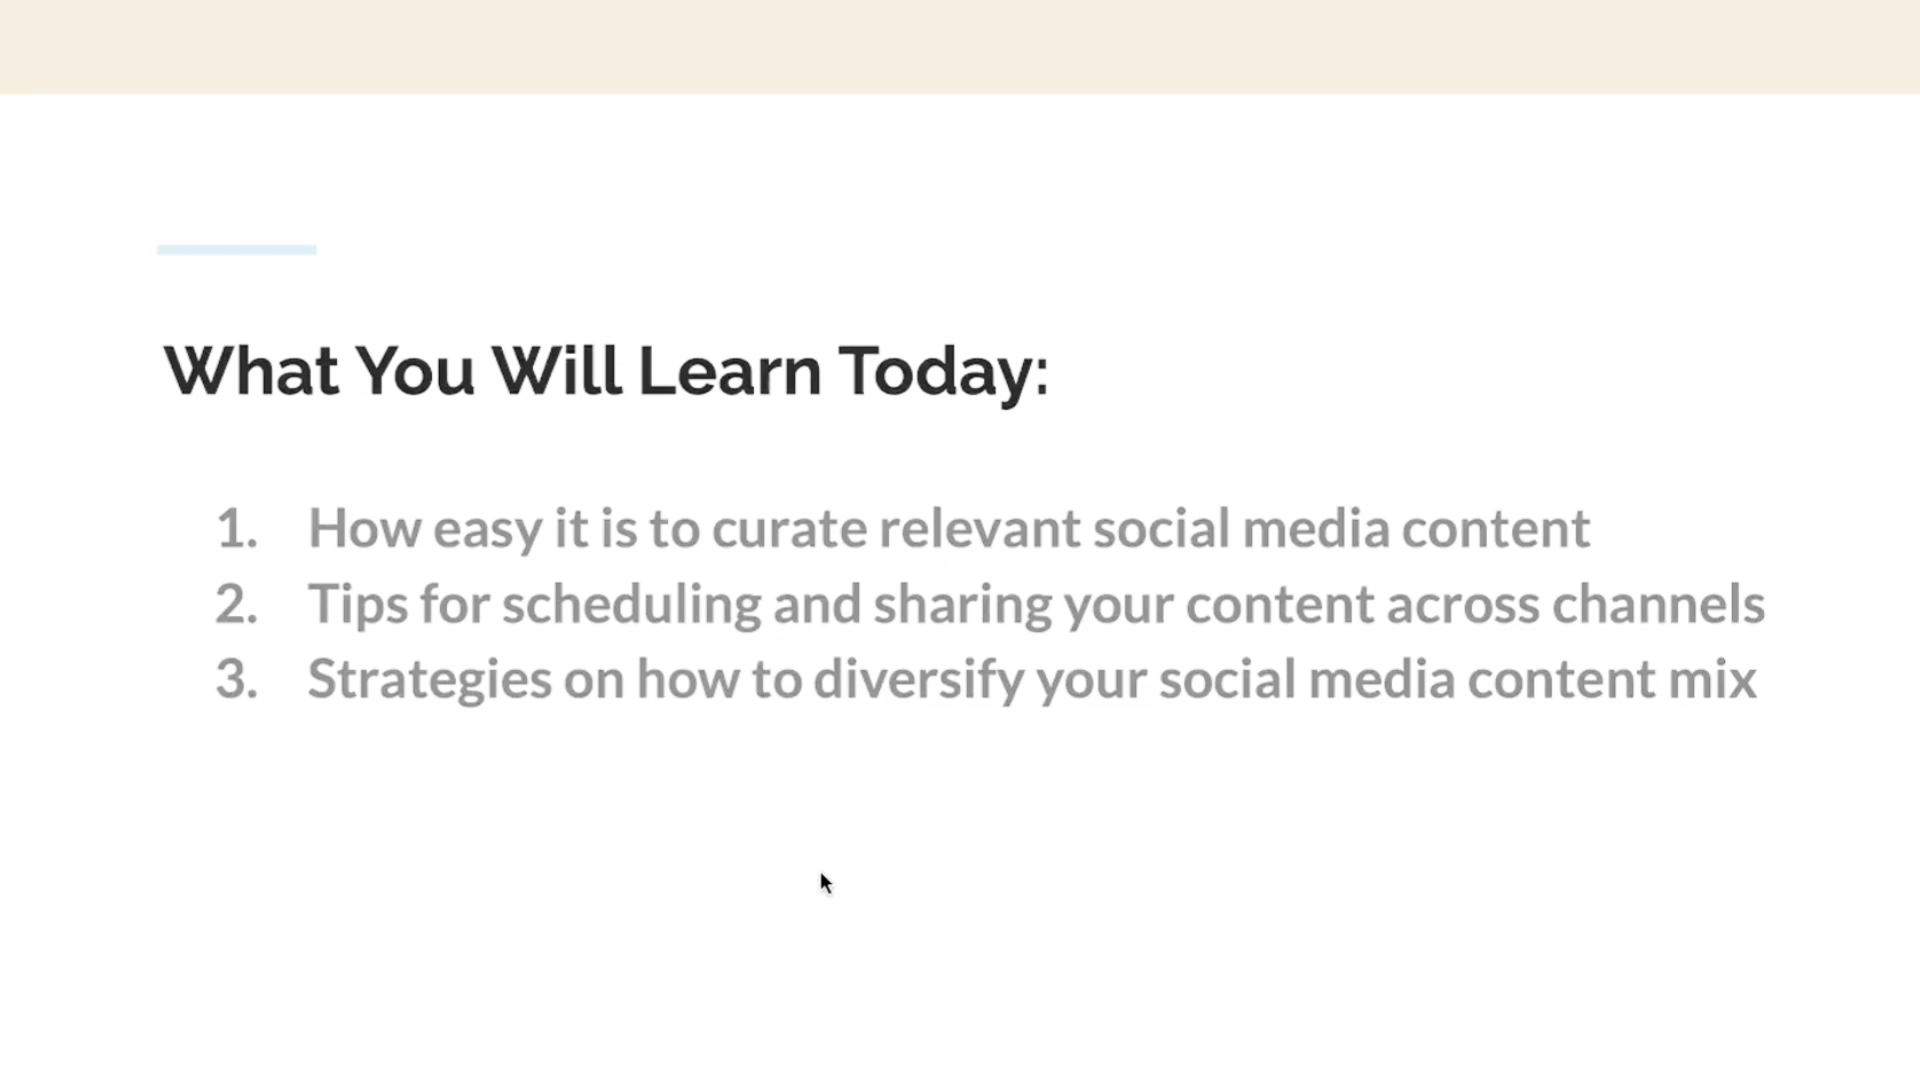 What You Will Learn Today:
1. How easy it is to curate relevant social media content
2. Tips for scheduling and sharing your content across channels
3. Strategies on how to diversify your social media content mix